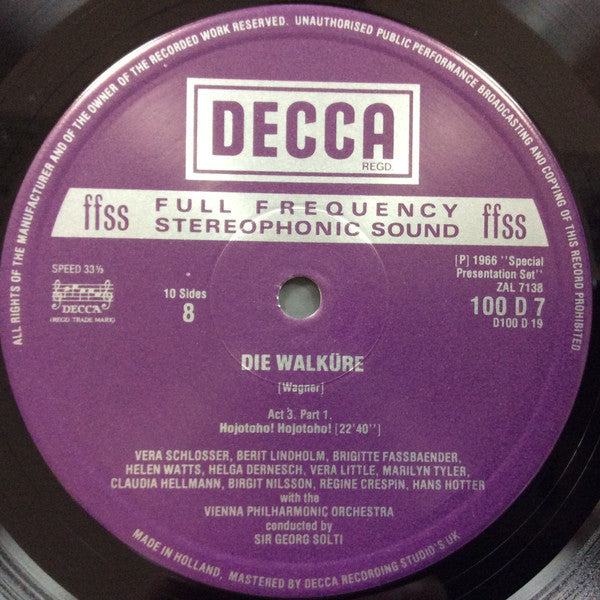 ALL RIGHTS OF THE MANUFACTURER AND OF THE OWNER OF THE RECORDED WORK RESERVED. UNAUTHORISED PUBLIC PERFORMANCE BROADCASTING AND COPYING OF THIS RECORD PROHIBITED
DECCA
REGD.
ffss FULL FREQUENCY ffss
STEREOPHONIC SOUND
SPEED 33⅓
DECCA
(REGD. TRADE MARK)
10 Sides
8
[P] 1966 "Special
Presentation Set"
ZAL 7138
100 D 7
D100 D 19
DIE WALKÜRE
[Wagner]
Act 3. Part 1.
Hojotoho! Hojotoho! [22'40"]
VERA SCHLOSSER, BERIT LINDHOLM, BRIGITTE FASSBAENDER,
HELEN WATTS, HELGA DERNESCH, VERA LITTLE, MARILYN TYLER,
CLAUDIA HELLMANN, BIRGIT NILSSON, REGINE CRESPIN, HANS HOTTER
with the
VIENNA PHILHARMONIC ORCHESTRA
conducted by
SIR GEORG SOLTI
MADE IN HOLLAND, MASTERED BY DECCA RECORDING STUDIO'S UK